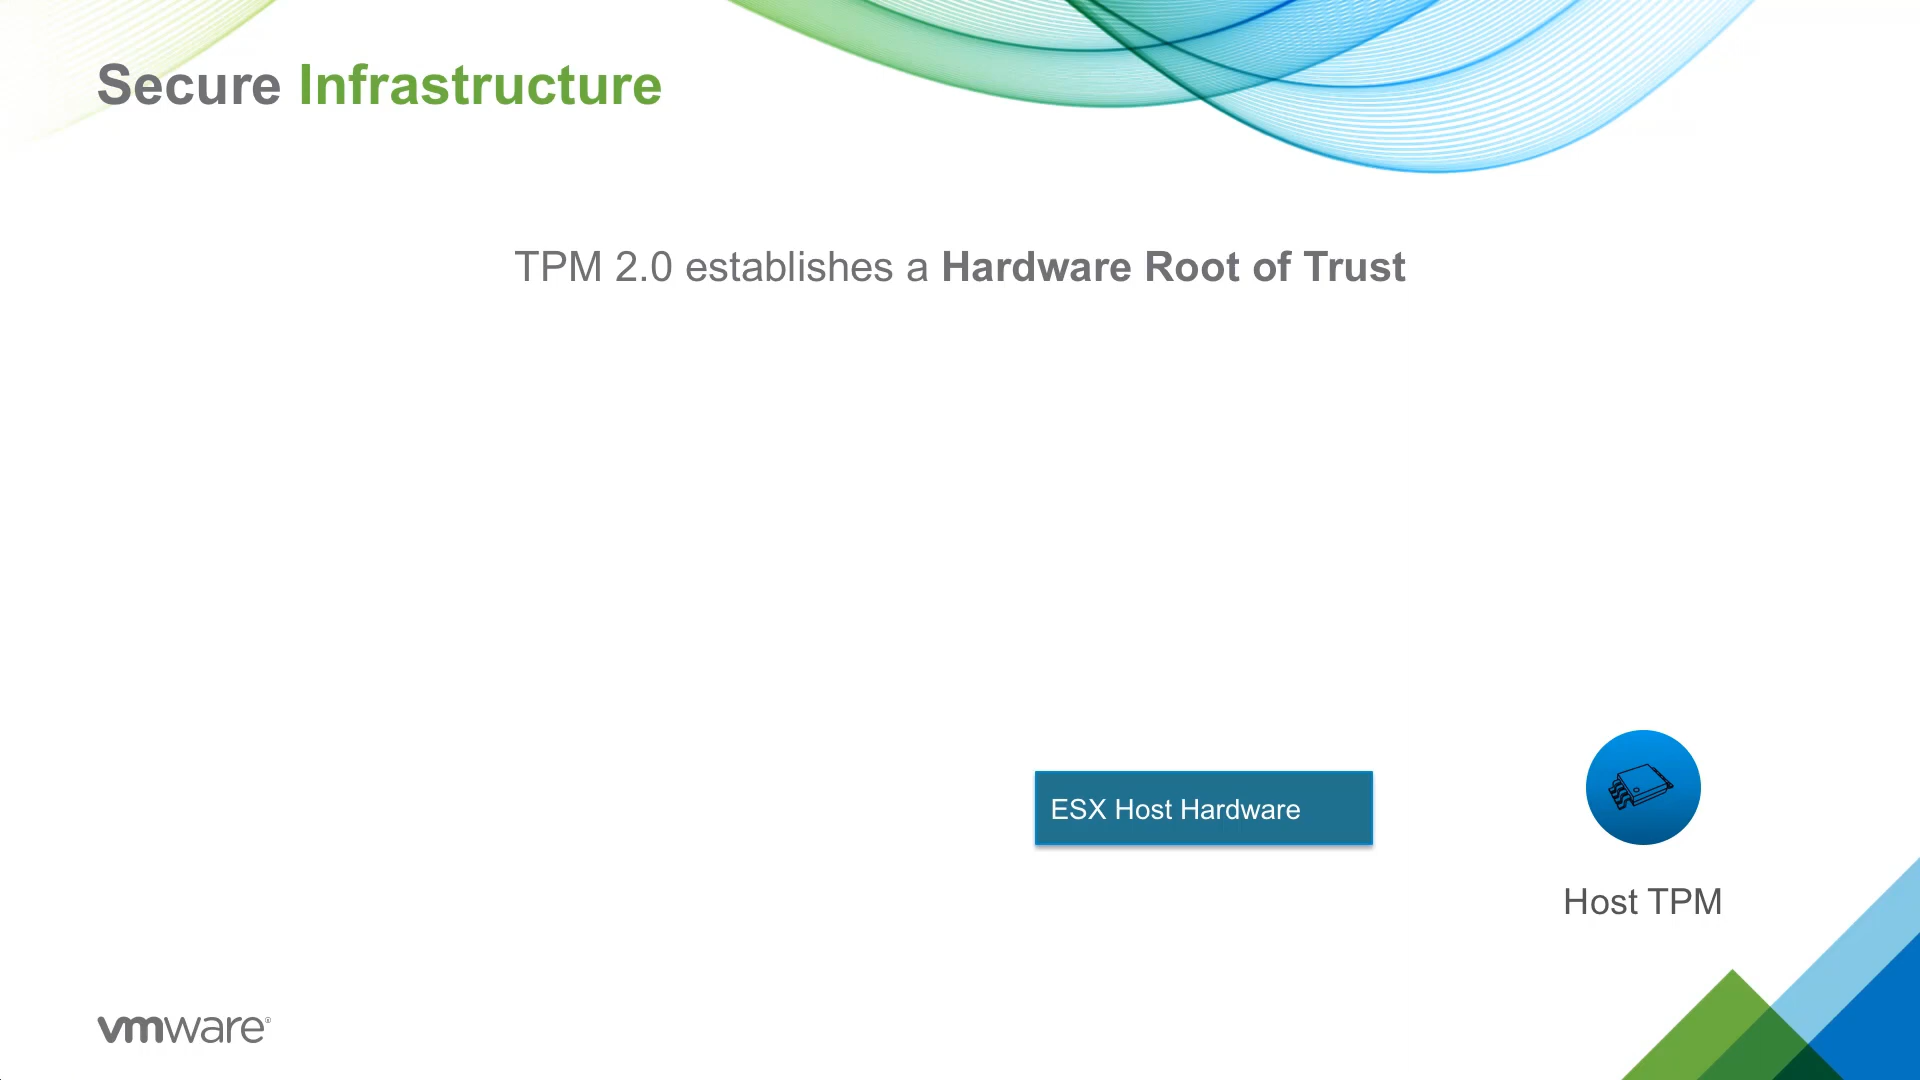 Secure Infrastructure
TPM 2.0 establishes a Hardware Root of Trust
ESX Host Hardware
Host TPM
vmware®